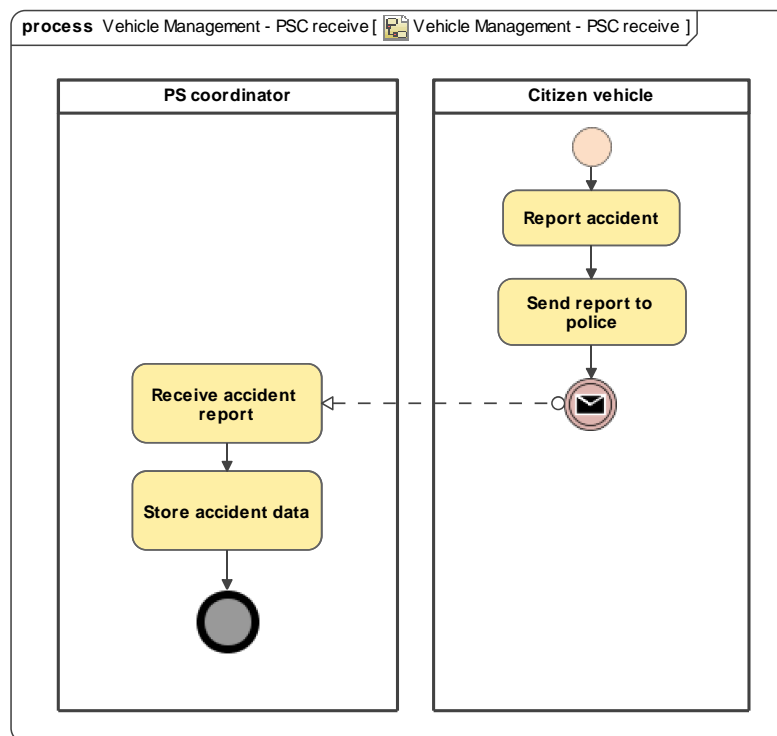 process Vehicle Management - PSC receive [ Vehicle Management - PSC receive ]
PS coordinator
Citizen vehicle
Report accident
Send report to
police
Receive accident
report
Store accident data